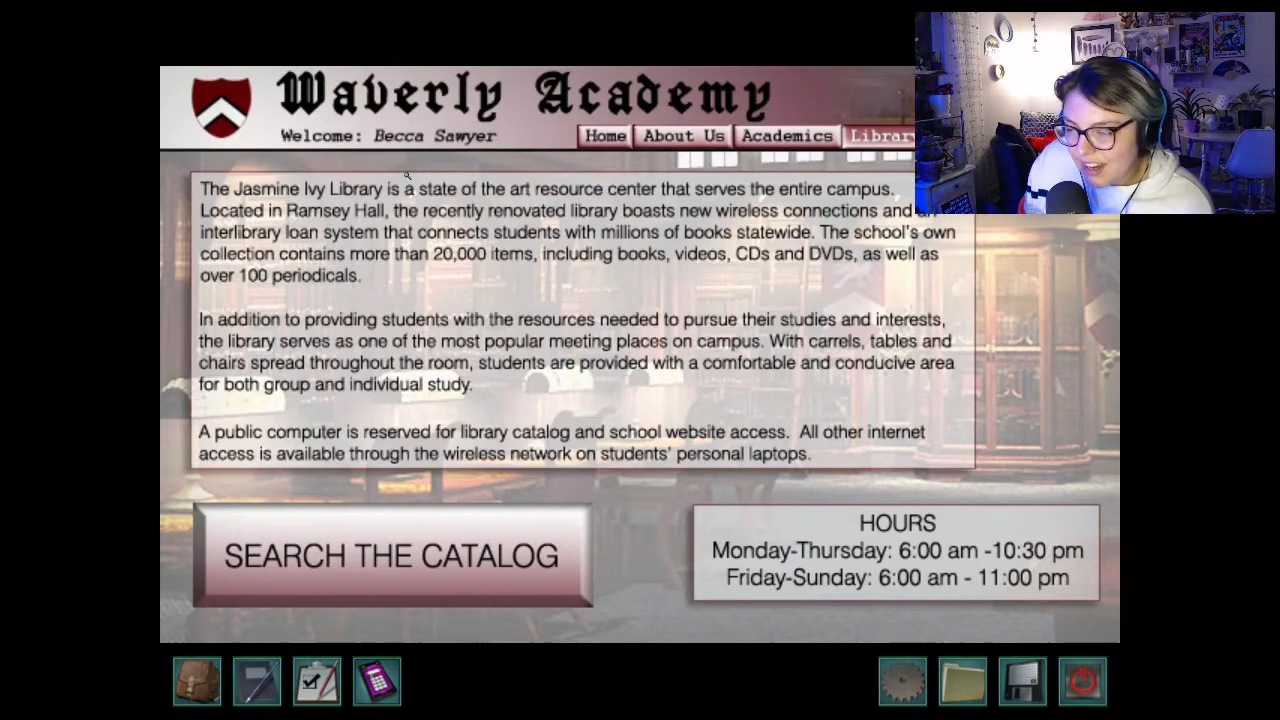 Waverly Academy
Welcome: Becca Sawyer
Home About Us Academics Library
The Jasmine Ivy Library is a state of the art resource center that serves the entire campus.
Located in Ramsey Hall, the recently renovated library boasts new wireless connections and an
interlibrary loan system that connects students with millions of books statewide. The school's own
collection contains more than 20,000 items, including books, videos, CDs and DVDs, as well as
over 100 periodicals.
In addition to providing students with the resources needed to pursue their studies and interests,
the library serves as one of the most popular meeting places on campus. With carrels, tables and
chairs spread throughout the room, students are provided with a comfortable and conducive area
for both group and individual study.
A public computer is reserved for library catalog and school website access. All other internet
access is available through the wireless network on students' personal laptops.
SEARCH THE CATALOG
HOURS
Monday-Thursday: 6:00 am -10:30 pm
Friday-Sunday: 6:00 am - 11:00 pm